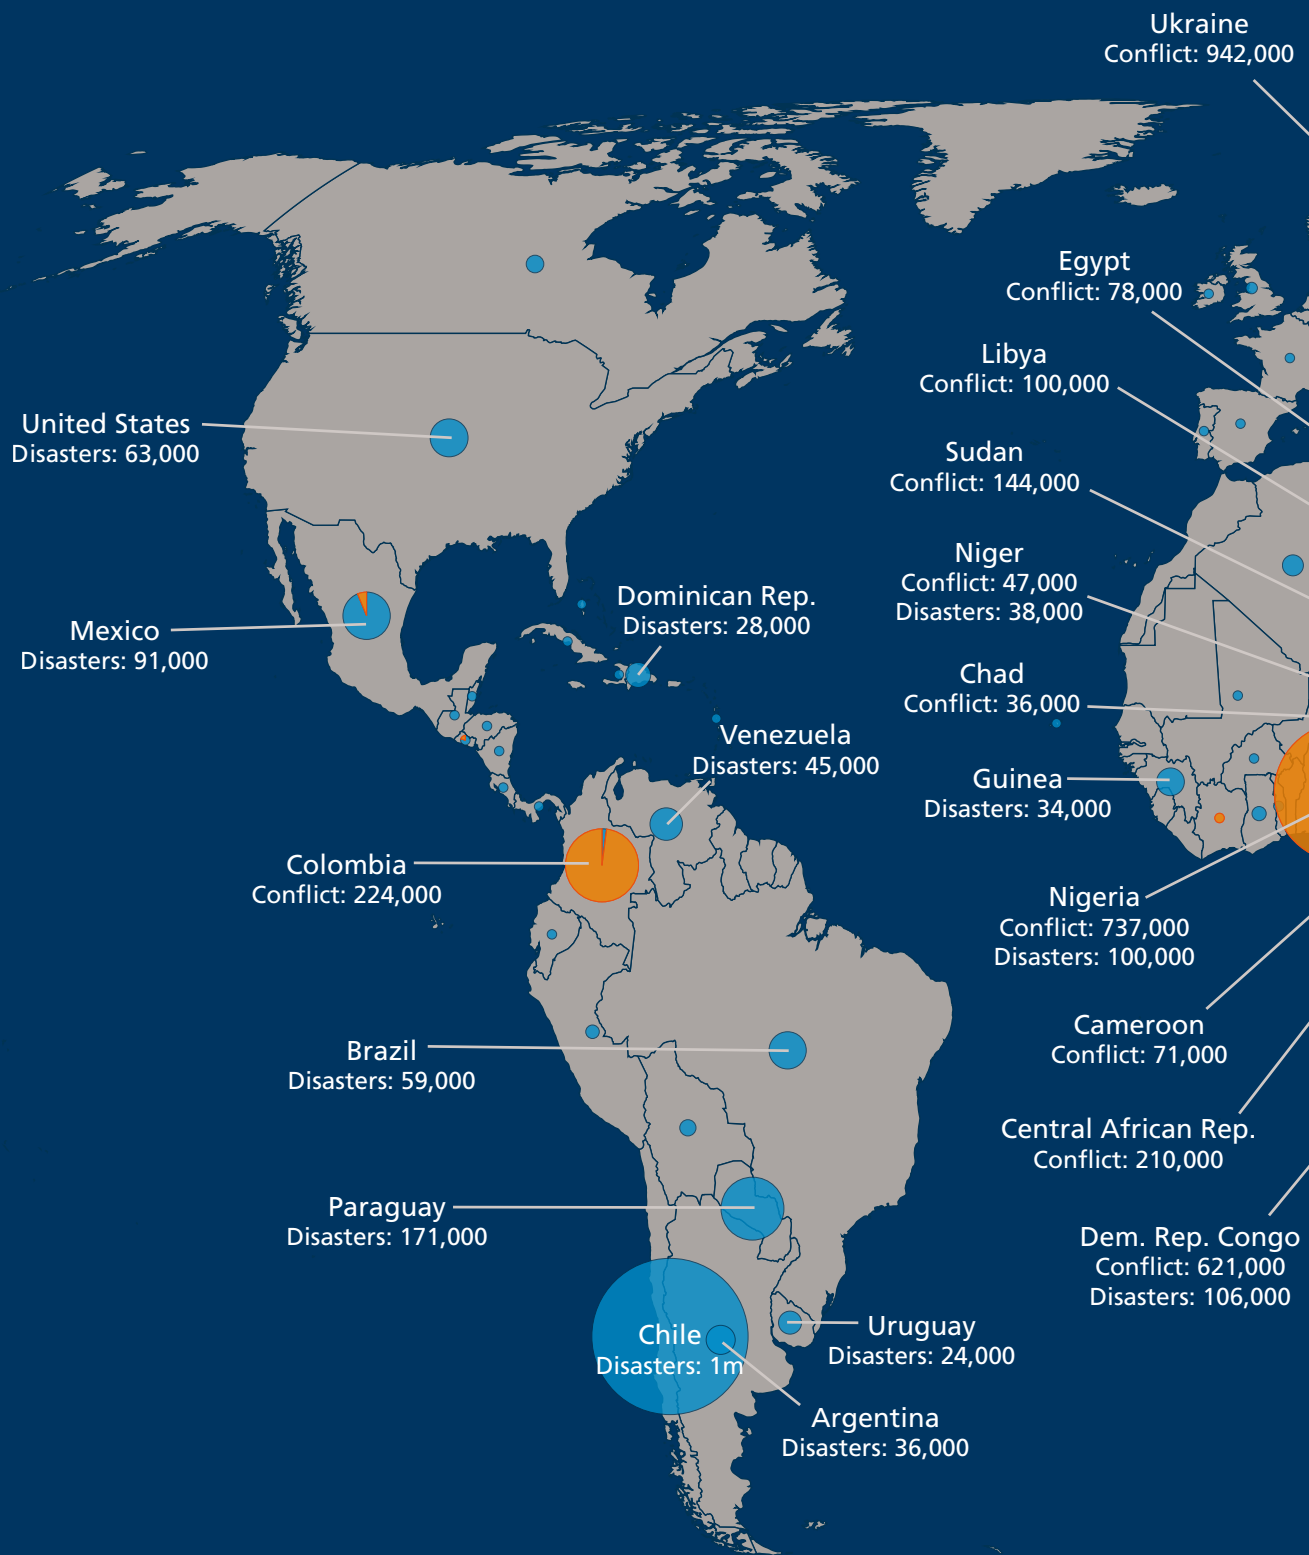 Ukraine
Conflict: 942,000
Egypt
Conflict: 78,000
Libya
Conflict: 100,000
United States
Disasters: 63,000
Sudan
Conflict: 144,000
Niger
Conflict: 47,000
Disasters: 38,000
Dominican Rep.
Disasters: 28,000
Mexico
Disasters: 91,000
Chad
Conflict: 36,000
Venezuela
Disasters: 45,000
Guinea
Disasters: 34,000
Colombia
Conflict: 224,000
Nigeria
Conflict: 737,000
Disasters: 100,000
Cameroon
Conflict: 71,000
Brazil
Disasters: 59,000
Central African Rep.
Conflict: 210,000
Paraguay
Disasters: 171,000
Dem. Rep. Congo
Conflict: 621,000
Disasters: 106,000
Chile
Disasters: 1m
Uruguay
Disasters: 24,000
Argentina
Disasters: 36,000